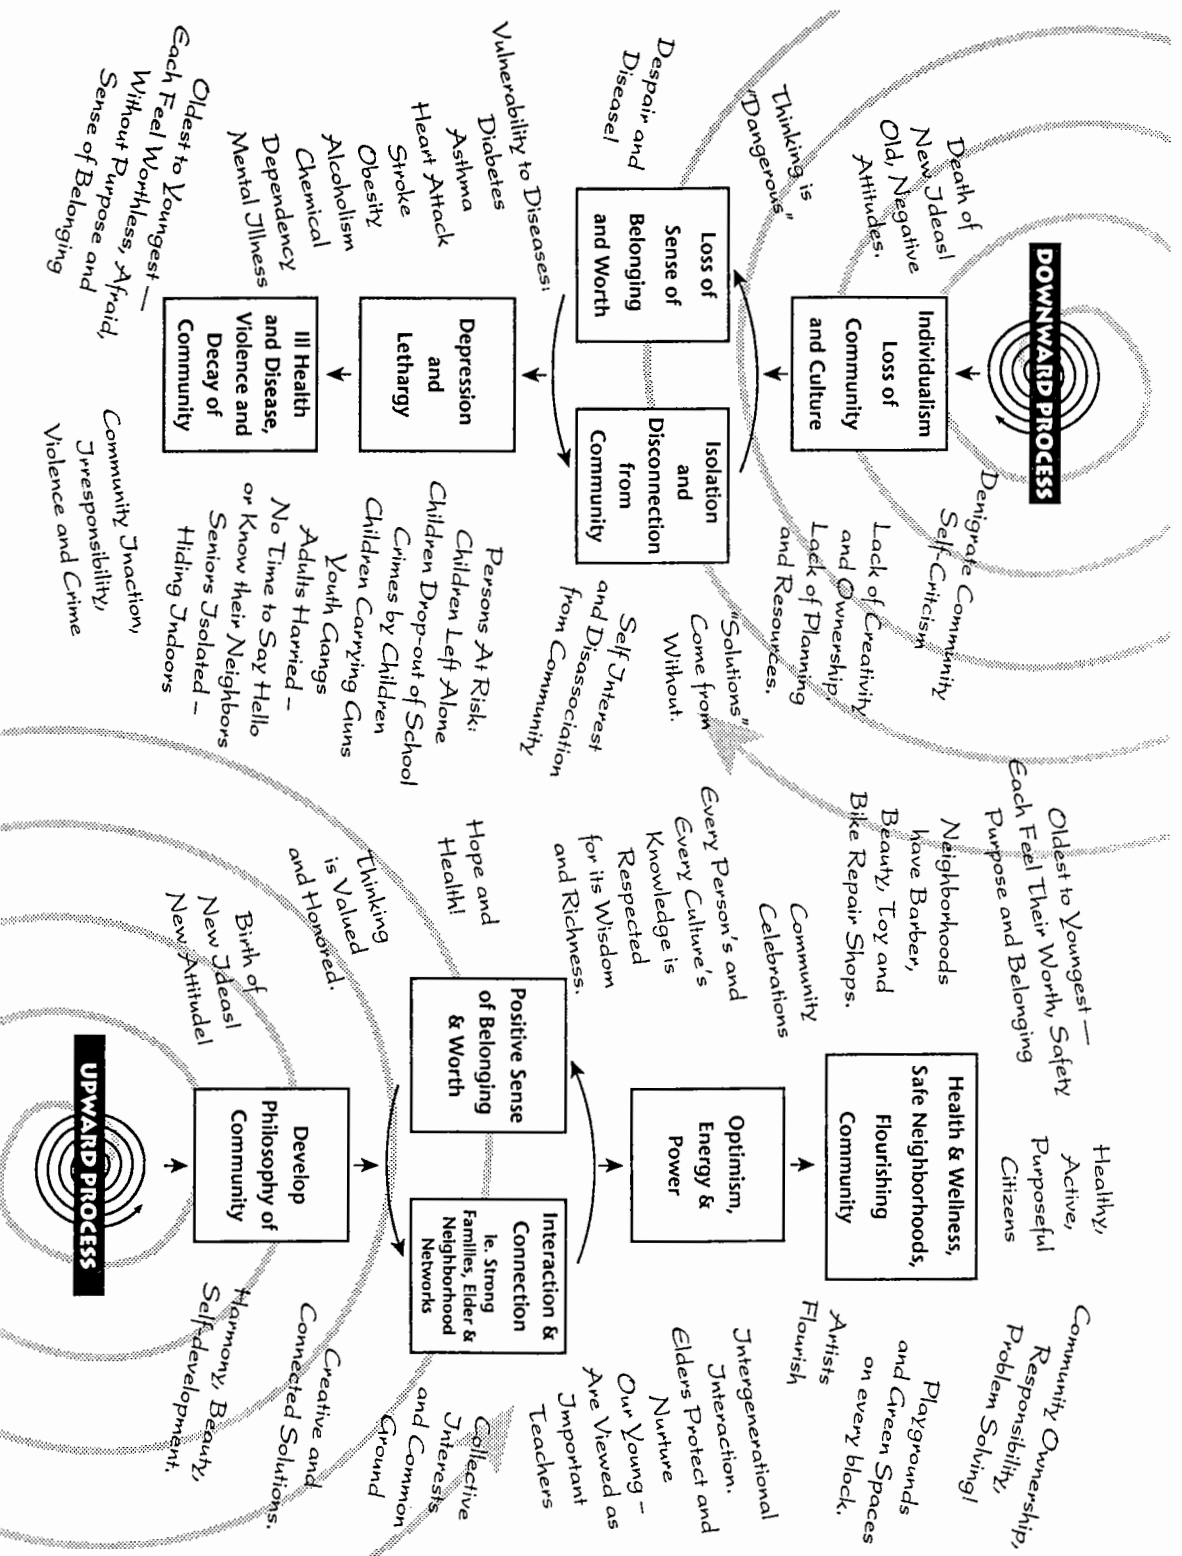 DOWNWARD PROCESS
Individualism
Loss of
Community
and Culture
Loss of
Sense of
Belonging
and Worth
Isolation
and
Disconnection
from
Community
Depression
and
Lethargy
Ill Health
and Disease,
Violence and
Decay of
Community
Death of
New Ideas!
Old, Negative
Attitudes.
Thinking is
"Dangerous"
Despair and
Disease!
Vulnerability to Diseases:
Diabetes
Asthma
Heart Attack
Stroke
Obesity
Alcoholism
Chemical
Dependency
Mental Illness
Oldest to Youngest —
Each Feel Worthless, Afraid,
Without Purpose and
Sense of Belonging
Denigrate Community
Self-Critcism
Lack of Creativity
and Ownership.
Lack of Planning
and Resources.
"Solutions"
Come from
Without.
Self Interest
and Disassociation
from Community
Persons At Risk:
Children Left Alone
Children Drop-out of School
Crimes by Children
Children Carrying Guns
Youth Gangs
Adults Harried –
No Time to Say Hello
or Know their Neighbors
Seniors Isolated –
Hiding Indoors
Community Inaction,
Irresponsibility,
Violence and Crime
Oldest to Youngest —
Each Feel Their Worth, Safety
Purpose and Belonging
Healthy,
Active,
Purposeful
Citizens
Community Ownership,
Responsibility,
Problem Solving!
Neighborhoods
have Barber,
Beauty, Toy and
Bike Repair Shops.
Community
Celebrations
Every Person's and
Every Culture's
Knowledge is
Respected
for its Wisdom
and Richness.
Hope and
Health!
Thinking
is Valued
and Honored.
Birth of
New Ideas!
New Attitude!
Health & Wellness,
Safe Neighborhoods,
Flourishing
Community
Optimism,
Energy &
Power
Positive Sense
of Belonging
& Worth
Interaction &
Connection
Ie. Strong
Families, Elder &
Neighborhood
Networks
Develop
Philosophy of
Community
UPWARD PROCESS
Playgrounds
and Green Spaces
on every block.
Artists
Flourish
Intergenerational
Interaction.
Elders Protect and
Nurture
Our Young –
Are Viewed as
Important
Teachers
Collective
Interests
and Common
Ground
Creative and
Connected Solutions.
Harmony, Beauty,
Self-development.